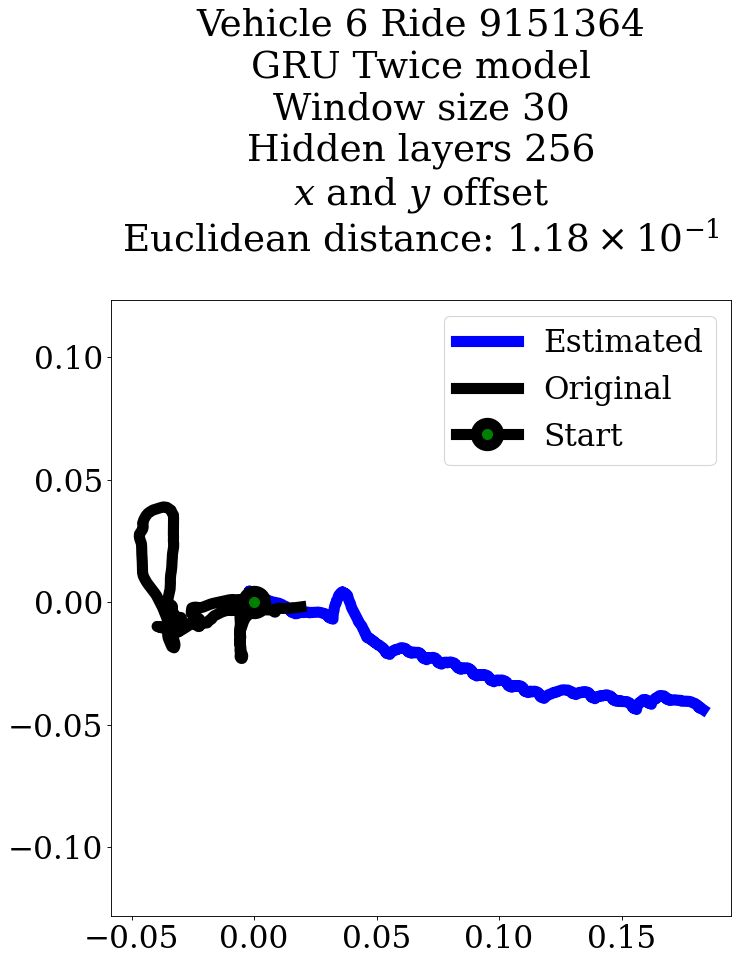 Vehicle 6 Ride 9151364
GRU Twice model
Window size 30
Hidden layers 256
x and y offset
Euclidean distance: 1.18 × 10⁻¹
Estimated
Original
Start
0.10
0.05
0.00
−0.05
−0.10
−0.05 0.00 0.05 0.10 0.15